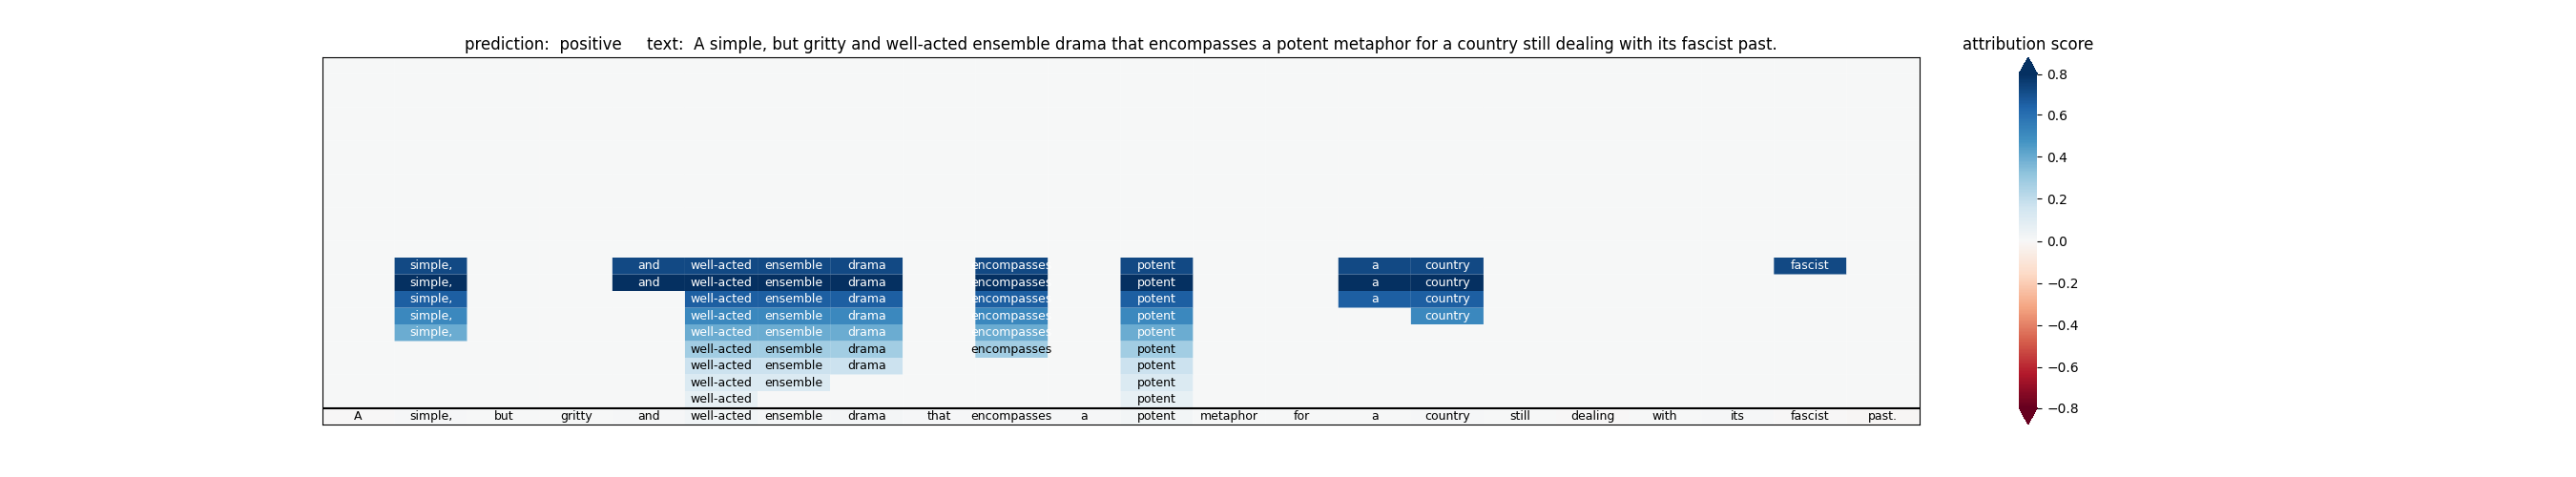 prediction: positive text: A simple, but gritty and well-acted ensemble drama that encompasses a potent metaphor for a country still dealing with its fascist past.
attribution score
0.8
0.6
0.4
0.2
0.0
−0.2
−0.4
−0.6
−0.8
simple, and well-acted ensemble drama encompasses potent a country fascist
simple, and well-acted ensemble drama encompasses potent a country
simple, well-acted ensemble drama encompasses potent a country
simple, well-acted ensemble drama encompasses potent country
simple, well-acted ensemble drama encompasses potent
well-acted ensemble drama encompasses potent
well-acted ensemble drama potent
well-acted ensemble potent
well-acted potent
A simple, but gritty and well-acted ensemble drama that encompasses a potent metaphor for a country still dealing with its fascist past.